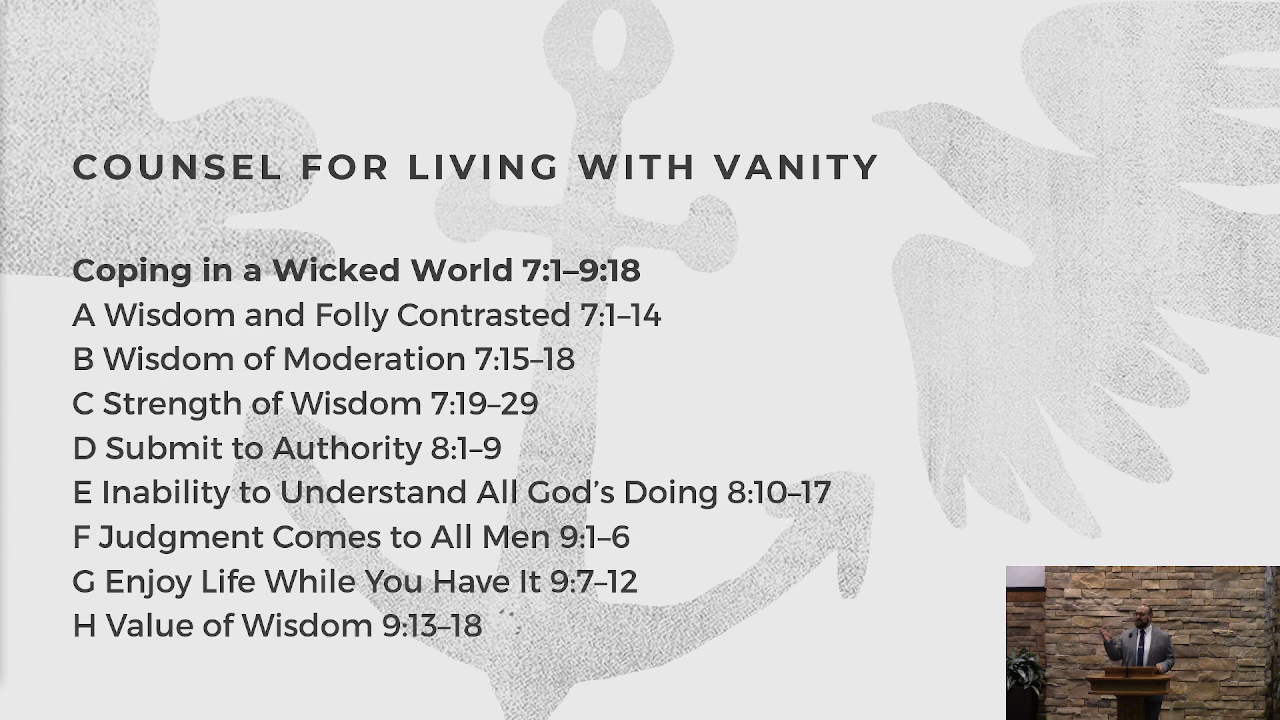 COUNSEL FOR LIVING WITH VANITY
Coping in a Wicked World 7:1–9:18
A Wisdom and Folly Contrasted 7:1–14
B Wisdom of Moderation 7:15–18
C Strength of Wisdom 7:19–29
D Submit to Authority 8:1–9
E Inability to Understand All God’s Doing 8:10–17
F Judgment Comes to All Men 9:1–6
G Enjoy Life While You Have It 9:7–12
H Value of Wisdom 9:13–18